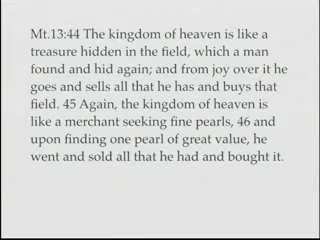 Mt.13:44 The kingdom of heaven is like a
treasure hidden in the field, which a man
found and hid again; and from joy over it he
goes and sells all that he has and buys that
field. 45 Again, the kingdom of heaven is
like a merchant seeking fine pearls, 46 and
upon finding one pearl of great value, he
went and sold all that he had and bought it.